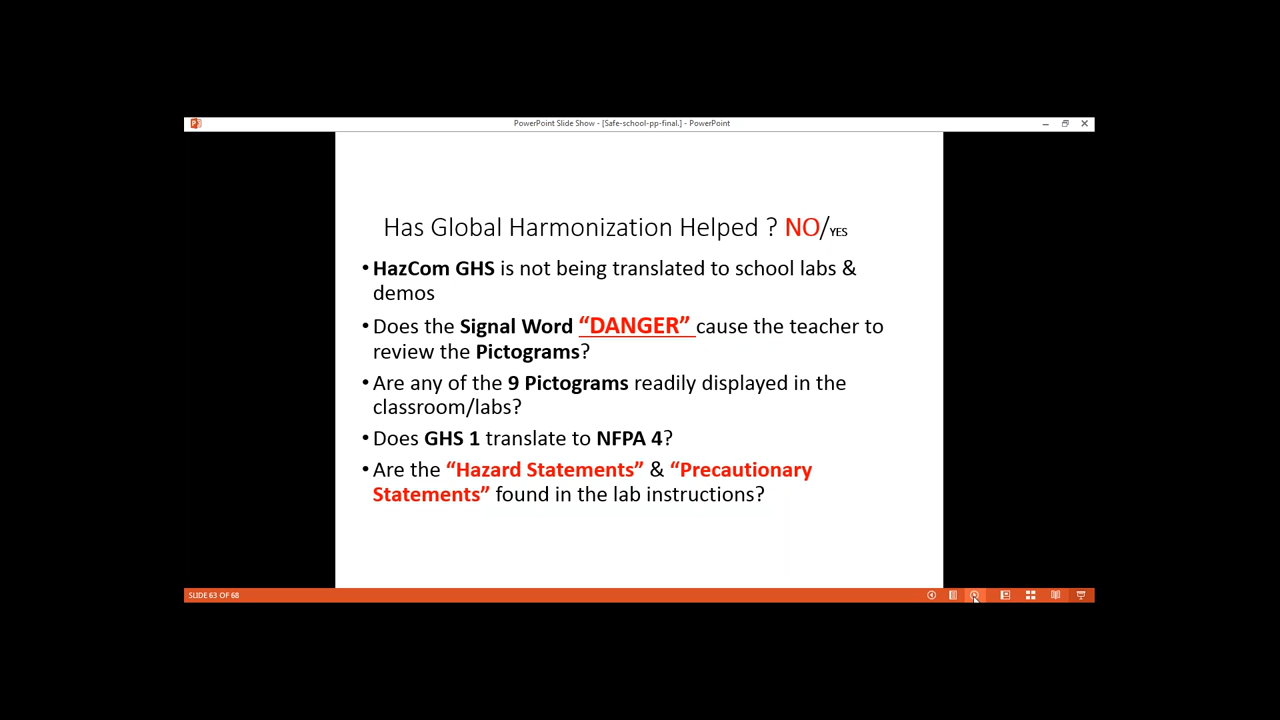 PowerPoint Slide Show - [Safe-school-pp-final.] - PowerPoint
Has Global Harmonization Helped ? NO/YES
•HazCom GHS is not being translated to school labs &
demos
•Does the Signal Word “DANGER” cause the teacher to
review the Pictograms?
•Are any of the 9 Pictograms readily displayed in the
classroom/labs?
•Does GHS 1 translate to NFPA 4?
•Are the “Hazard Statements” & “Precautionary
Statements” found in the lab instructions?
SLIDE 63 OF 68